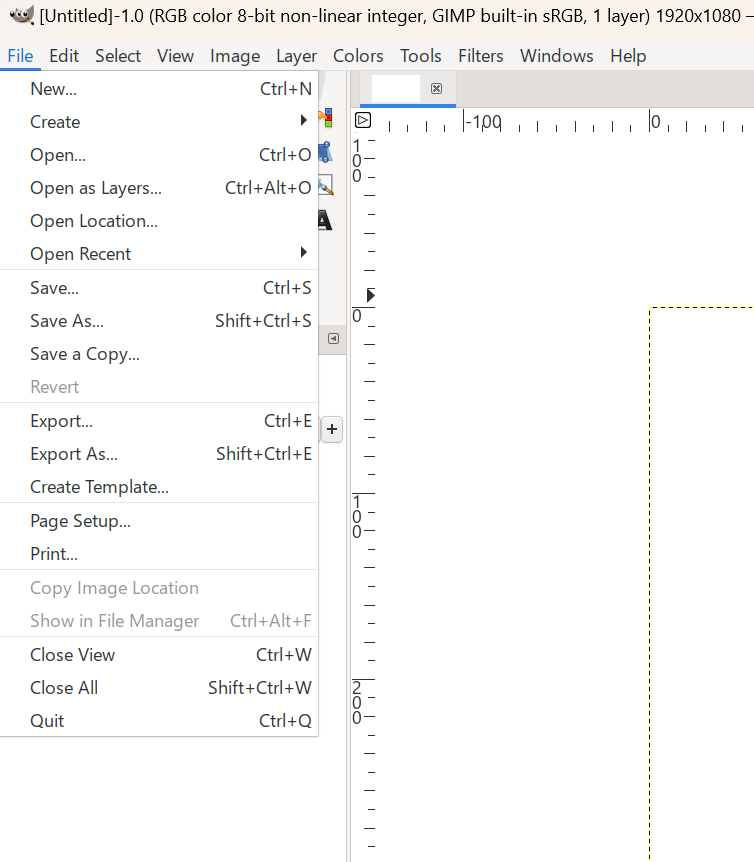 [Untitled]-1.0 (RGB color 8-bit non-linear integer, GIMP built-in sRGB, 1 layer) 1920x1080 –
File Edit Select View Image Layer Colors Tools Filters Windows Help
New... Ctrl+N
Create
Open... Ctrl+O
Open as Layers... Ctrl+Alt+O
Open Location...
Open Recent
Save... Ctrl+S
Save As... Shift+Ctrl+S
Save a Copy...
Revert
Export... Ctrl+E
Export As... Shift+Ctrl+E
Create Template...
Page Setup...
Print...
Copy Image Location
Show in File Manager Ctrl+Alt+F
Close View Ctrl+W
Close All Shift+Ctrl+W
Quit Ctrl+Q
A
-100 0
100
0
100
200